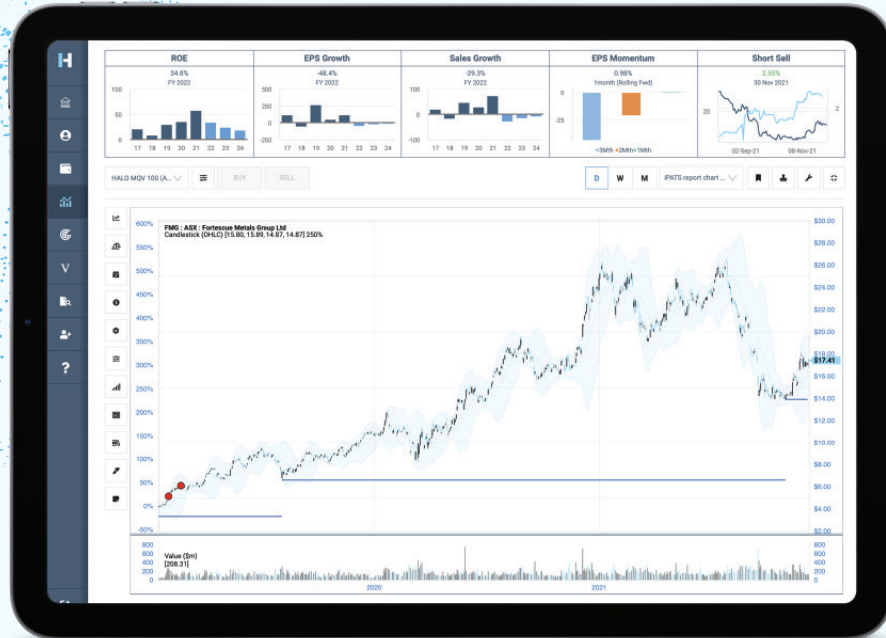 H
ROE
34.8%
FY 2022
100
50
0
17 18 19 20 21 22 23 24
EPS Growth
-48.4%
FY 2022
500
250
0
-250
17 18 19 20 21 22 23 24
Sales Growth
-29.3%
FY 2022
100
0
-100
17 18 19 20 21 22 23 24
EPS Momentum
0.98%
1month (Rolling Fwd)
0
-25
<3Mth <2Mth <1Mth
Short Sell
2.55%
30 Nov 2021
20
2
02-Sep-21 08-Nov-21
HALO MQV 100 (A...
BUY
SELL
D W M
iPATS report chart ...
V
?
FMG : ASX : Fortescue Metals Group Ltd
Candlestick (OHLC) [15.80, 15.89, 14.87, 14.87] 250%
600%
550%
500%
450%
400%
350%
300%
250%
200%
150%
100%
50%
0%
-50%
$30.00
$28.00
$26.00
$24.00
$22.00
$20.00
$18.00
$17.41
$16.00
$14.00
$12.00
$10.00
$8.00
$6.00
$4.00
$2.00
Value ($m)
[208.31]
800
600
400
200
0
800
600
400
200
0
2020 2021